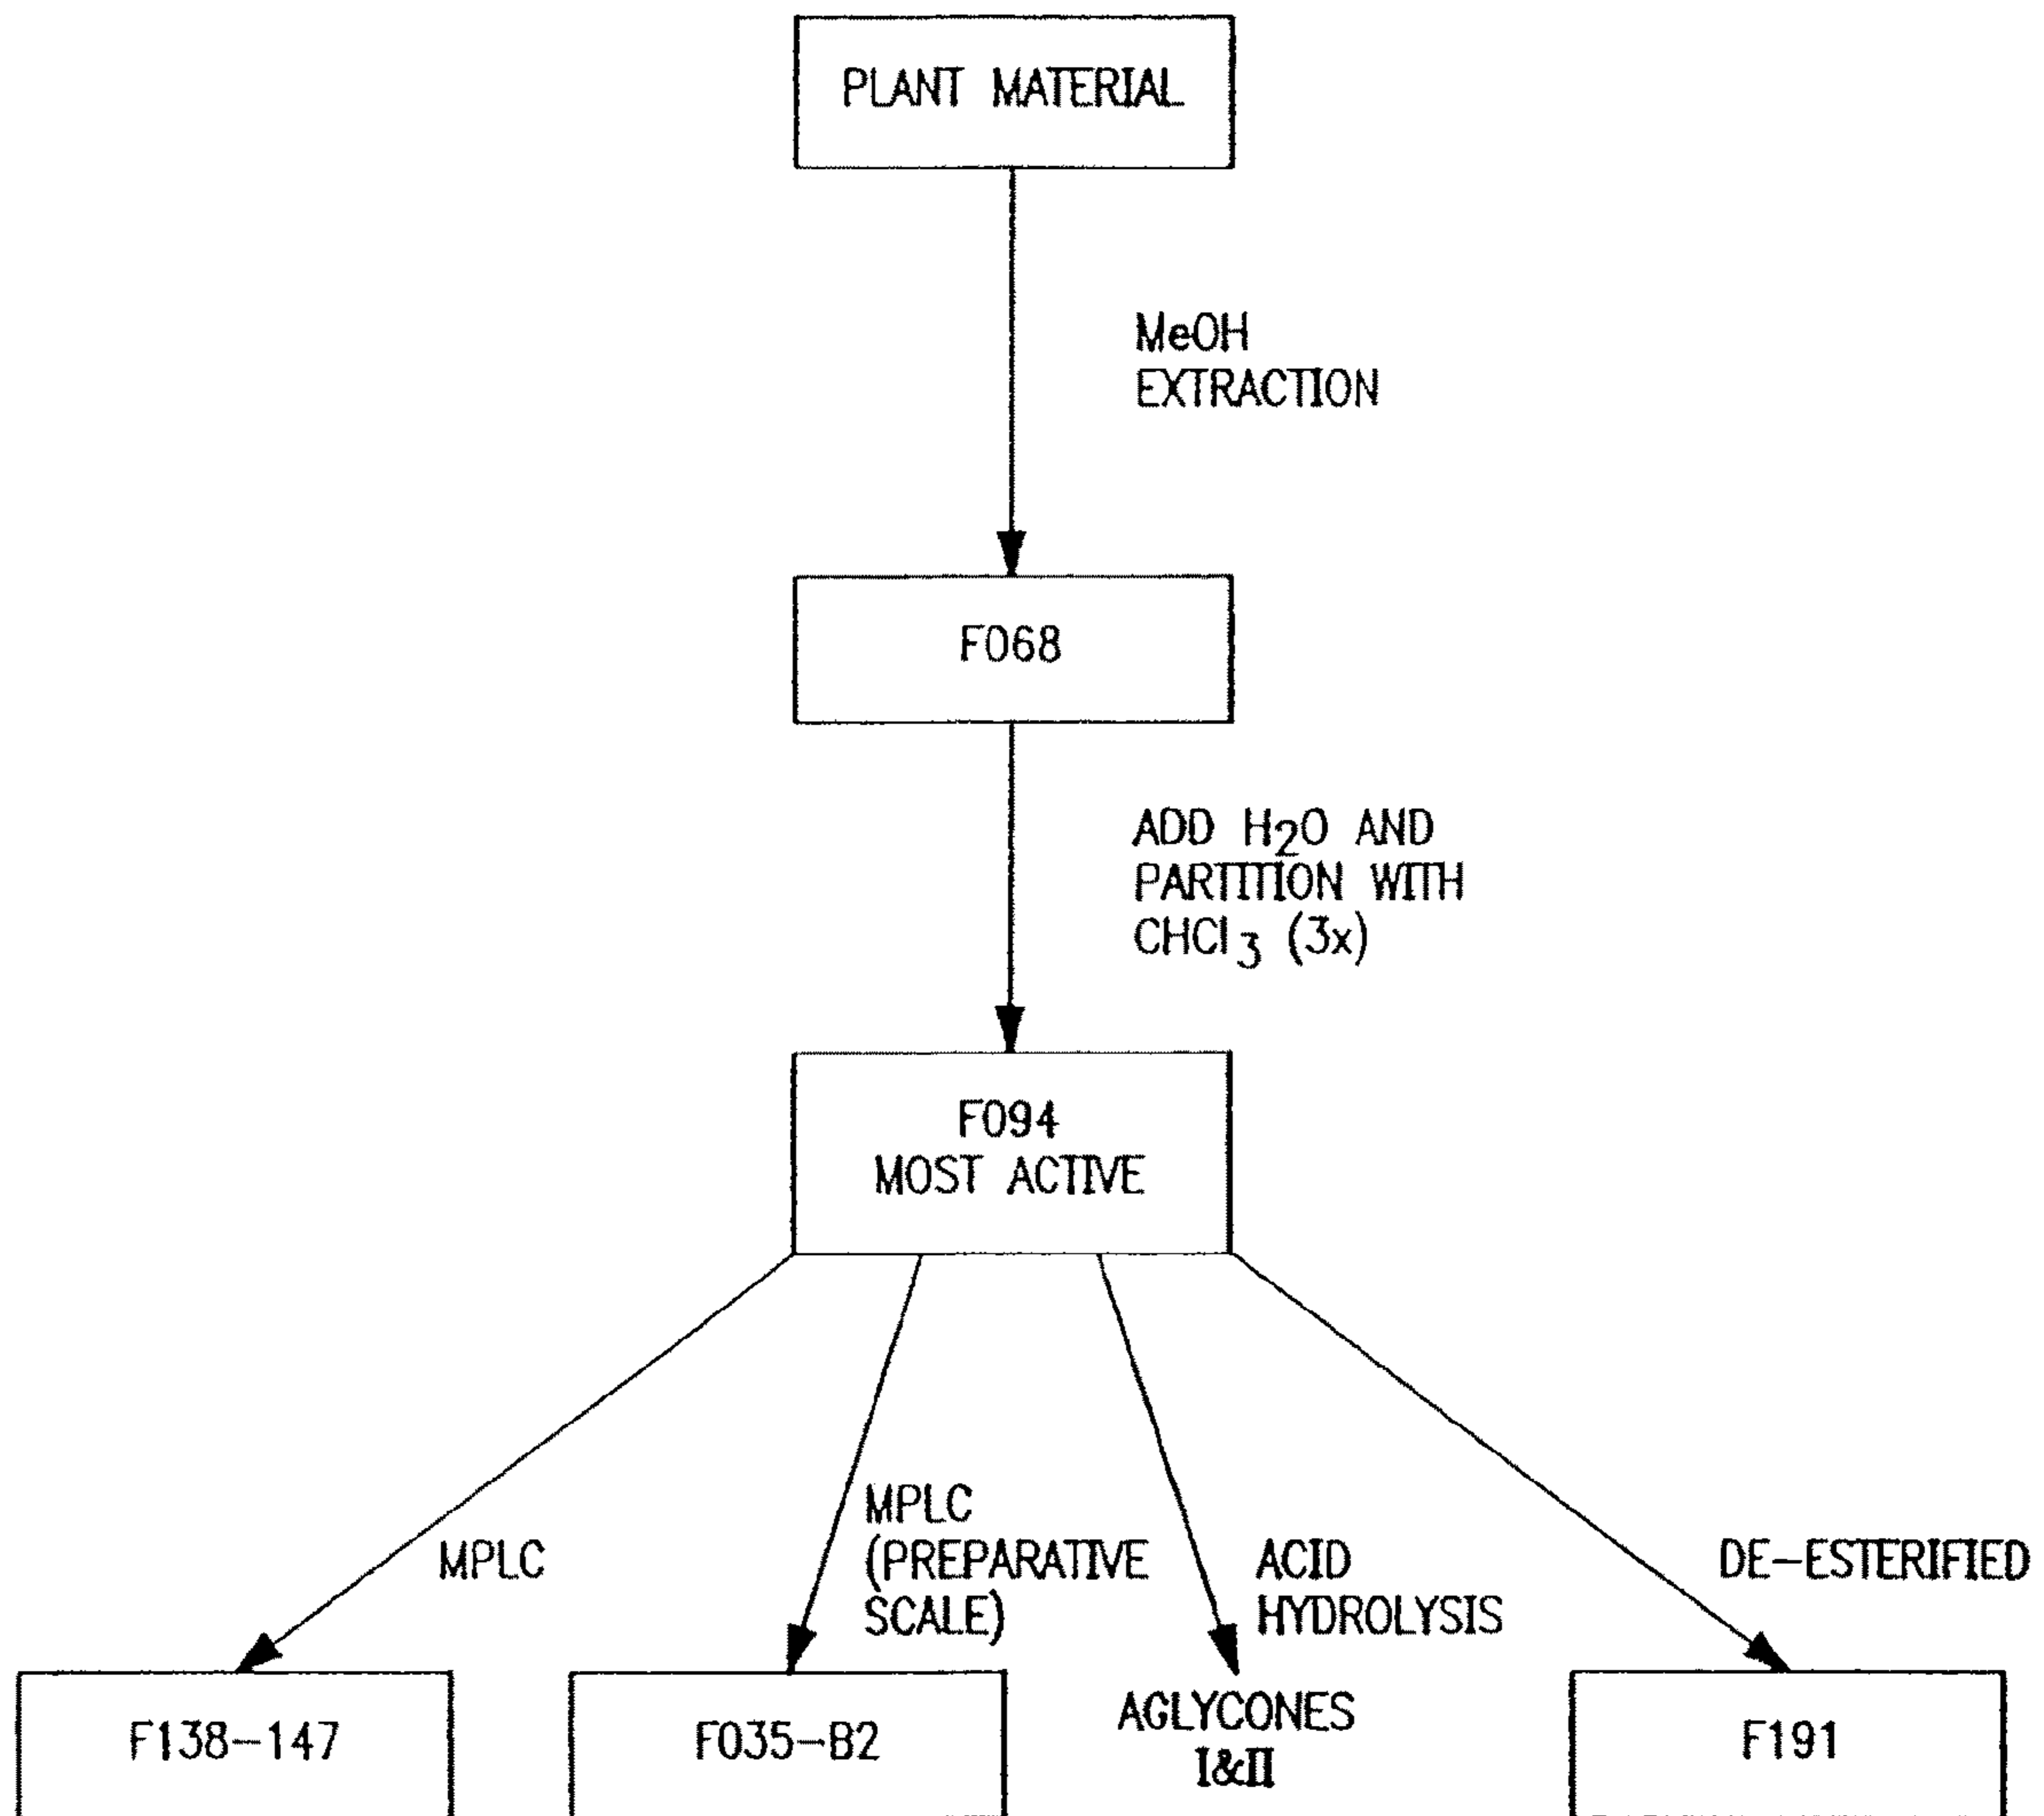 PLANT MATERIAL
MeOH
EXTRACTION
F068
ADD H2O AND
PARTITION WITH
CHCl3 (3x)
F094
MOST ACTIVE
MPLC
MPLC
(PREPARATIVE
SCALE)
ACID
HYDROLYSIS
DE-ESTERIFIED
F138-147
F035-B2
AGLYCONES
I&II
F191